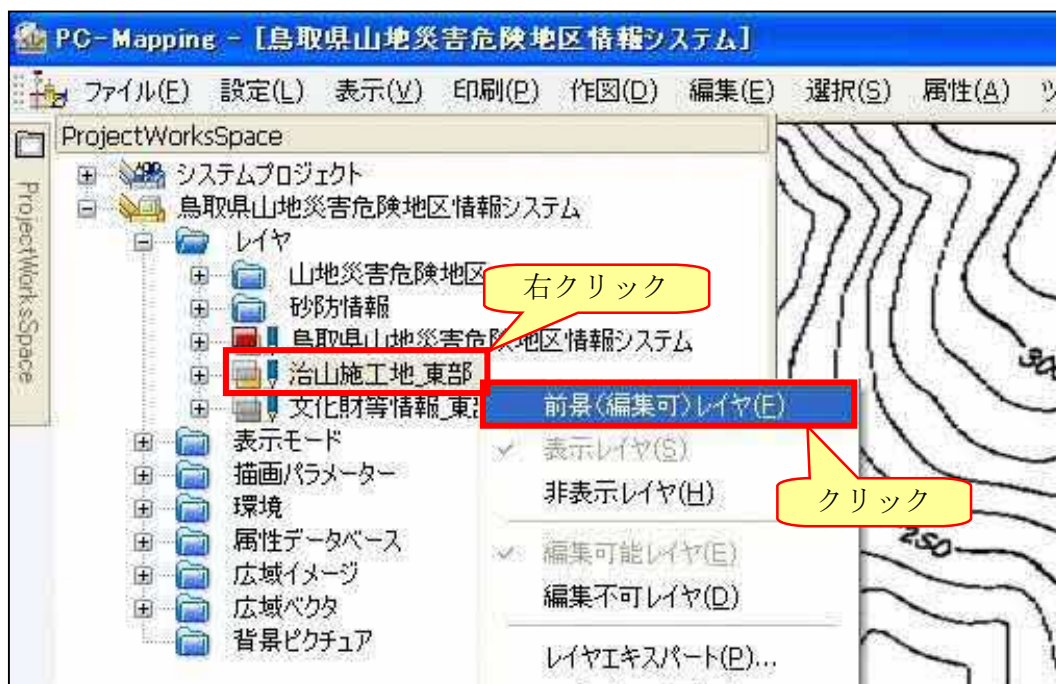 PC-Mapping - [鳥取県山地災害危険地区情報システム]
ファイル(F) 設定(L) 表示(V) 印刷(P) 作図(D) 編集(E) 選択(S) 属性(A)
ProjectWorksSpace
ProjectWorksSpace
システムプロジェクト
鳥取県山地災害危険地区情報システム
レイヤ
山地災害危険地区
右クリック
砂防情報
鳥取県山地災害危険地区情報システム
治山施工地_東部
300
文化財等情報_東部
前景(編集可)レイヤ(F)
表示モード
表示レイヤ(S)
描画パラメーター
非表示レイヤ(H)
クリック
環境
250
属性データベース
編集可能レイヤ(E)
広域イメージ
編集不可レイヤ(D)
広域ベクタ
背景ピクチュア
レイヤエキスパート(P)...